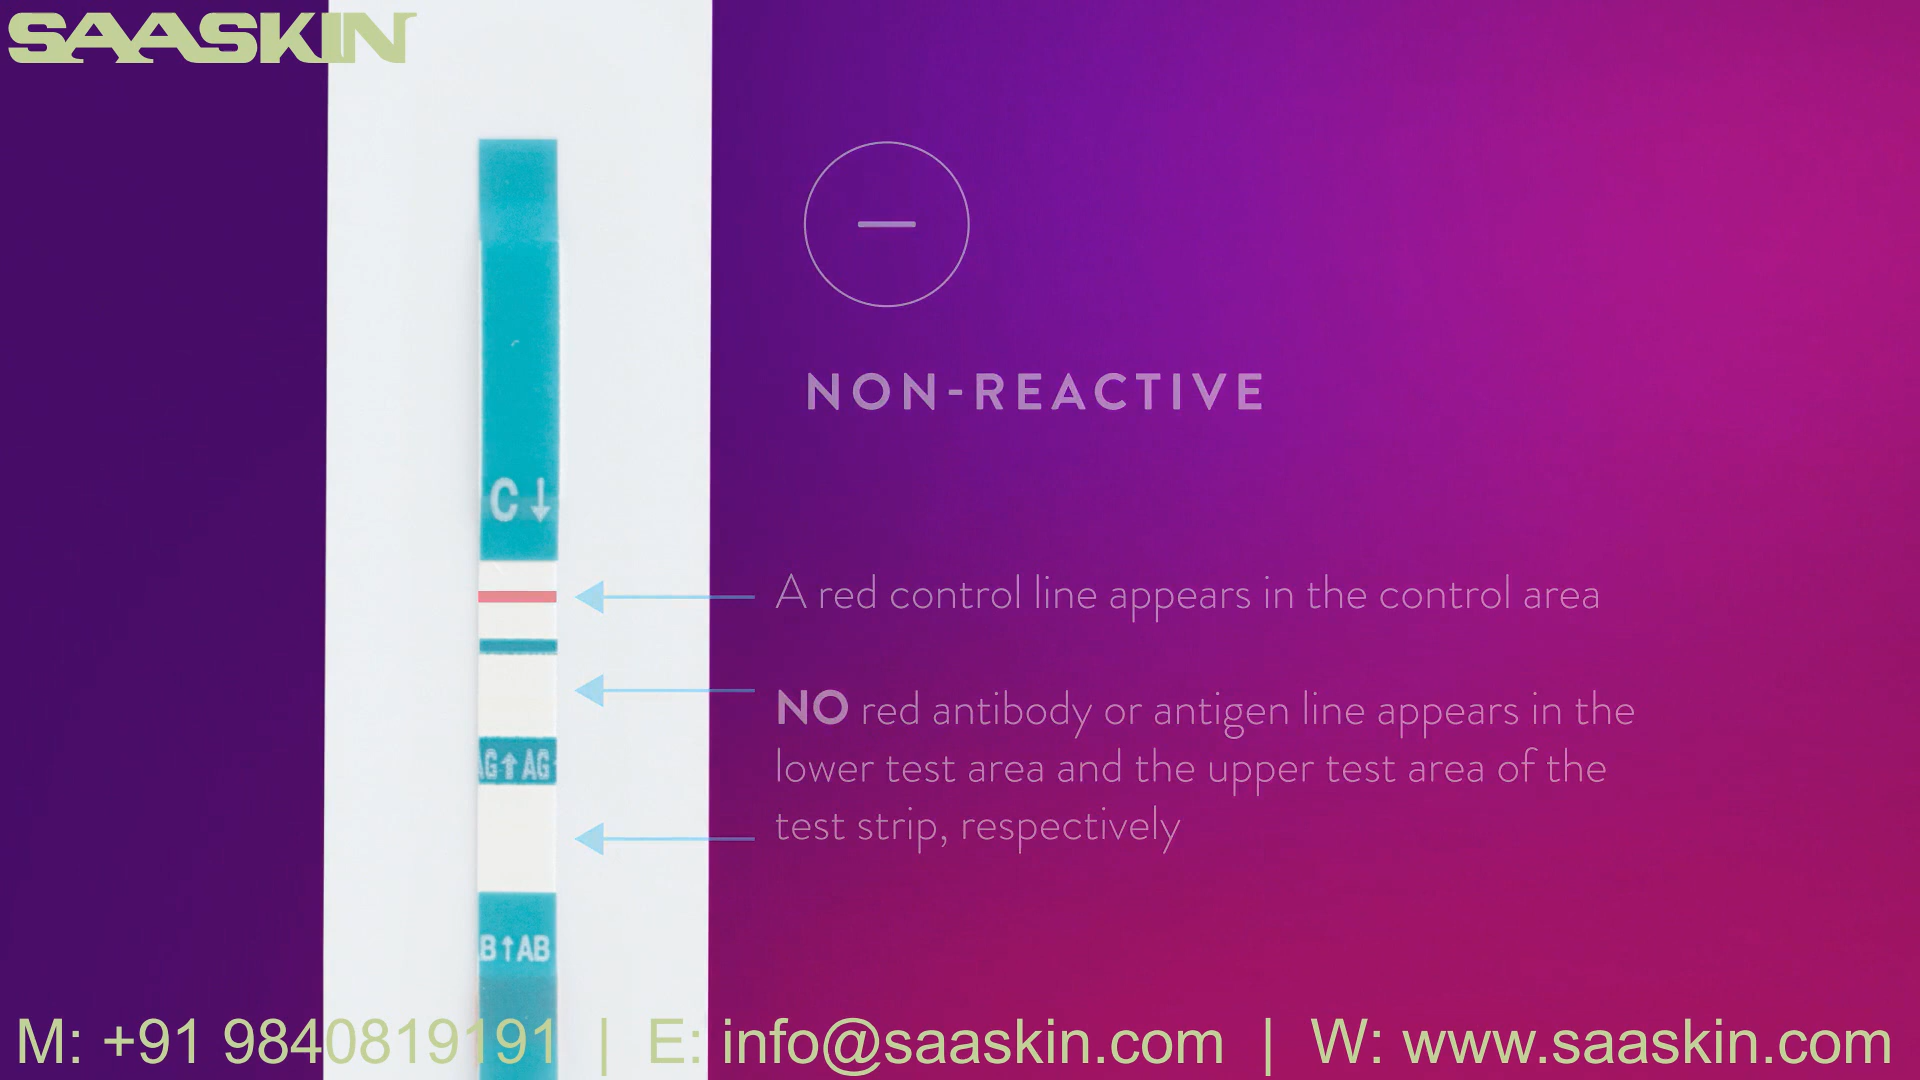 SAASKIN
NON-REACTIVE
C↓
A red control line appears in the control area
NO red antibody or antigen line appears in the
lower test area and the upper test area of the
test strip, respectively
AG↑AG
B↑AB
M: +91 9840819191 | E: info@saaskin.com | W: www.saaskin.com